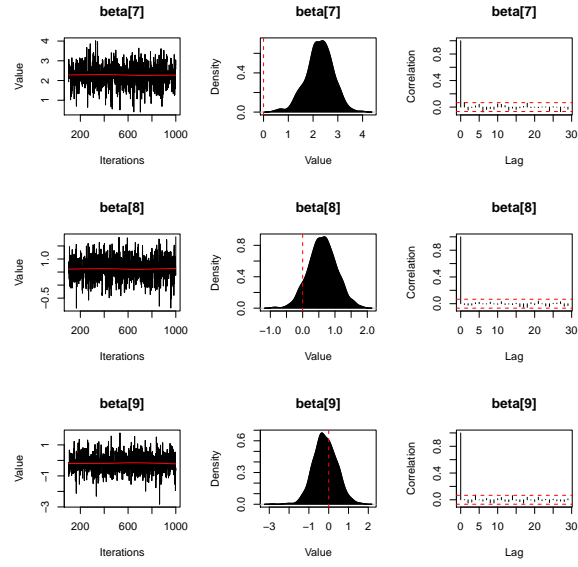 beta[7] beta[7] beta[7]
Value 1 2 3 4 200 600 1000 Iterations
Density 0.0 0.4 0 1 2 3 4 Value
Correlation 0.0 0.4 0.8 0 5 10 20 30 Lag
beta[8] beta[8] beta[8]
Value −0.5 1.0 200 600 1000 Iterations
Density 0.0 0.4 0.8 −1.0 0.0 1.0 2.0 Value
Correlation 0.0 0.4 0.8 0 5 10 20 30 Lag
beta[9] beta[9] beta[9]
Value −3 −1 1 200 600 1000 Iterations
Density 0.0 0.3 0.6 −3 −1 0 1 2 Value
Correlation 0.0 0.4 0.8 0 5 10 20 30 Lag